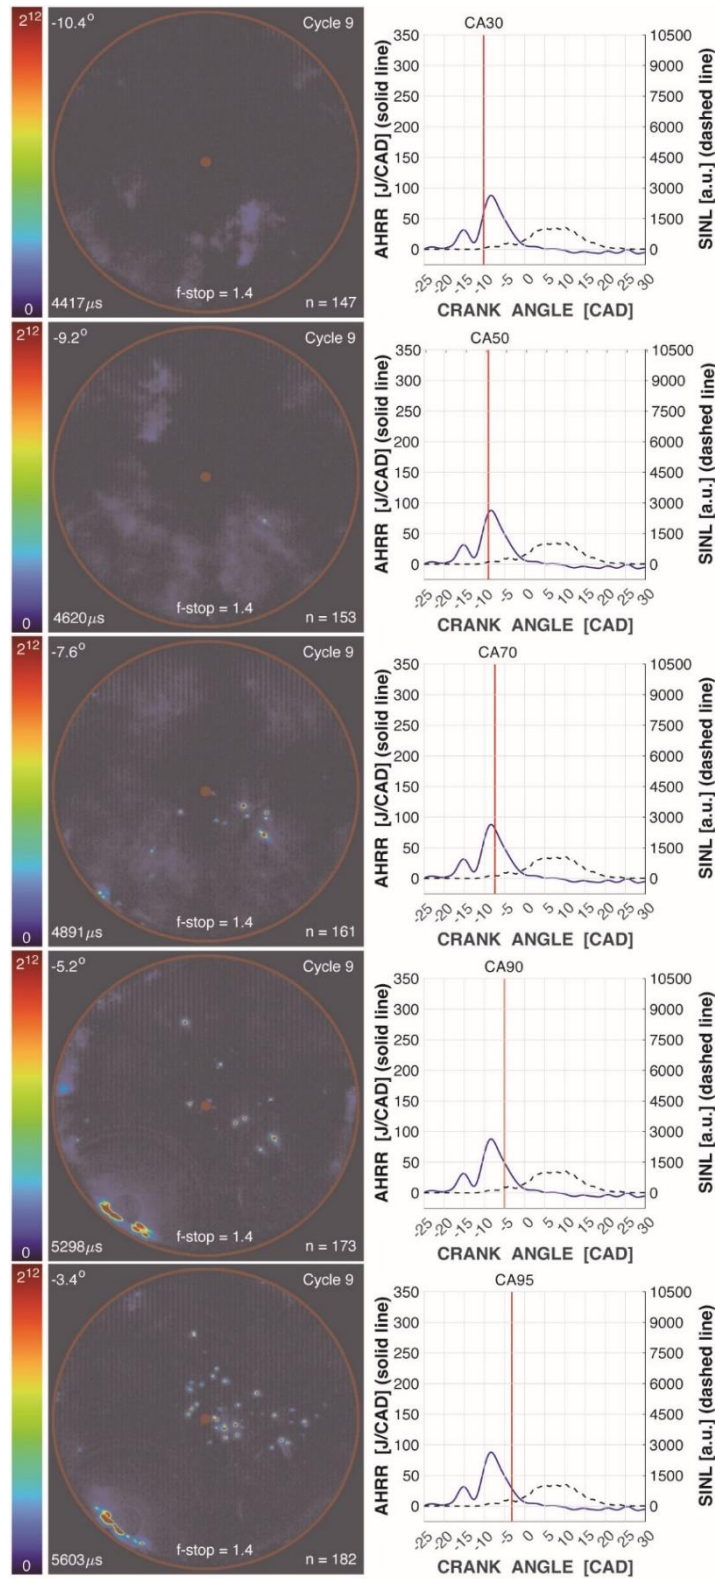 2¹²
-10.4°
Cycle 9
0
4417µs
f-stop = 1.4
n = 147
CA30
AHRR [J/CAD] (solid line)
350
300
250
200
150
100
50
0
10500
9000
7500
6000
4500
3000
1500
0
SINL [a.u.] (dashed line)
-25 -20 -15 -10 -5 0 5 10 15 20 25 30
CRANK ANGLE [CAD]
2¹²
-9.2°
Cycle 9
0
4620µs
f-stop = 1.4
n = 153
CA50
AHRR [J/CAD] (solid line)
350
300
250
200
150
100
50
0
10500
9000
7500
6000
4500
3000
1500
0
SINL [a.u.] (dashed line)
-25 -20 -15 -10 -5 0 5 10 15 20 25 30
CRANK ANGLE [CAD]
2¹²
-7.6°
Cycle 9
0
4891µs
f-stop = 1.4
n = 161
CA70
AHRR [J/CAD] (solid line)
350
300
250
200
150
100
50
0
10500
9000
7500
6000
4500
3000
1500
0
SINL [a.u.] (dashed line)
-25 -20 -15 -10 -5 0 5 10 15 20 25 30
CRANK ANGLE [CAD]
2¹²
-5.2°
Cycle 9
0
5298µs
f-stop = 1.4
n = 173
CA90
AHRR [J/CAD] (solid line)
350
300
250
200
150
100
50
0
10500
9000
7500
6000
4500
3000
1500
0
SINL [a.u.] (dashed line)
-25 -20 -15 -10 -5 0 5 10 15 20 25 30
CRANK ANGLE [CAD]
2¹²
-3.4°
Cycle 9
0
5603µs
f-stop = 1.4
n = 182
CA95
AHRR [J/CAD] (solid line)
350
300
250
200
150
100
50
0
10500
9000
7500
6000
4500
3000
1500
0
SINL [a.u.] (dashed line)
-25 -20 -15 -10 -5 0 5 10 15 20 25 30
CRANK ANGLE [CAD]